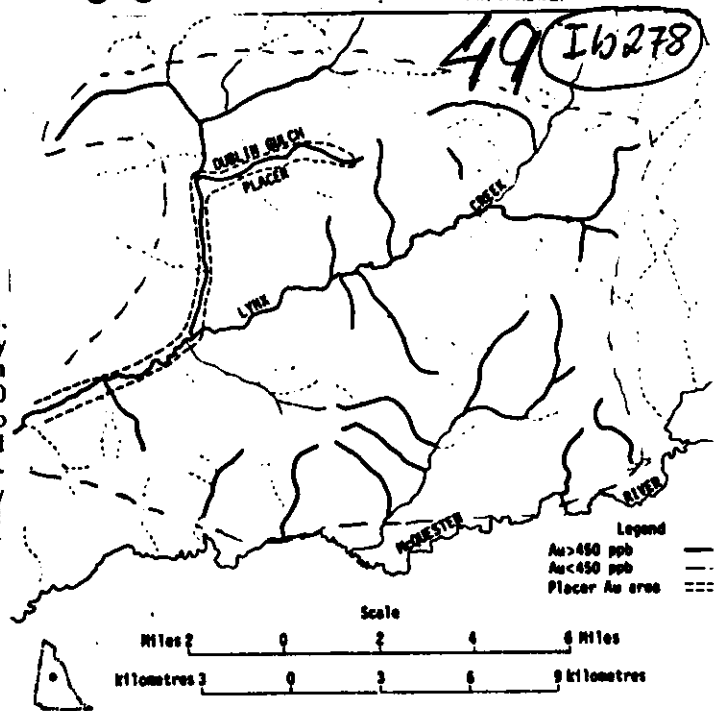 49 Ib278
DUBLIN GULCH
PLACER
CREEK
LYNX
McQUESTEN
RIVER
Legend
Au>450 ppb
Au<450 ppb
Placer Au area
Scale
Miles 2 0 2 4 6 Miles
Kilometres 3 0 3 6 9 Kilometres